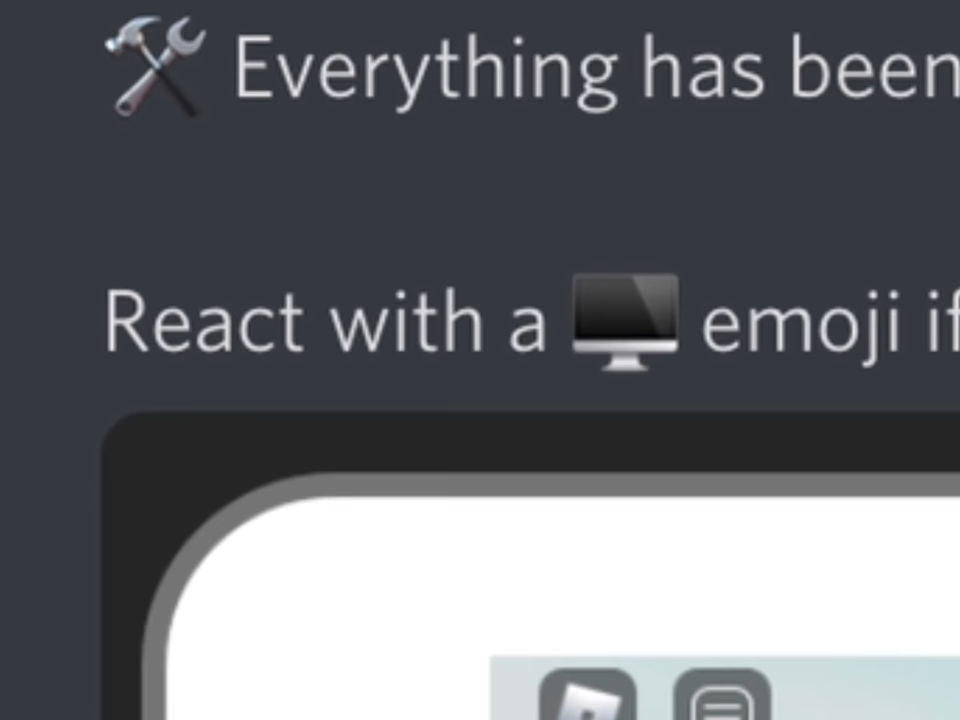 🛠 Everything has been
React with a 🖥 emoji if